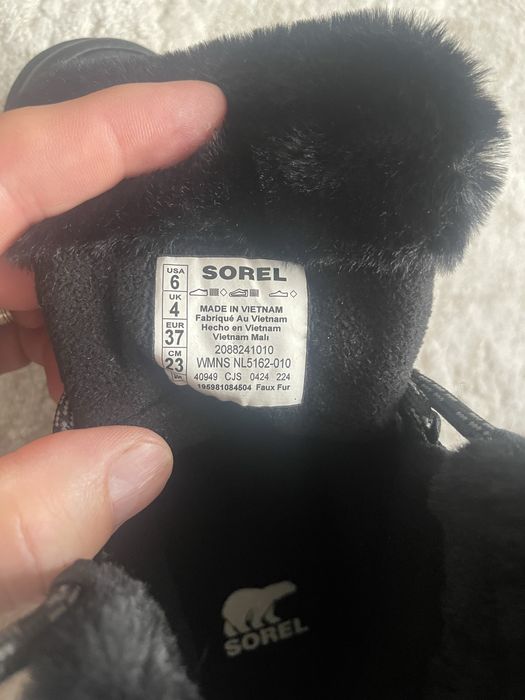 USA
6
UK
4
EUR
37
CM
23
SOREL
MADE IN VIETNAM
Fabriqué Au Vietnam
Hecho en Vietnam
Vietnam Malı
2088241010
WMNS NL5162-010
40949 CJS 0424 224
195981084504 Faux Fur
SOREL